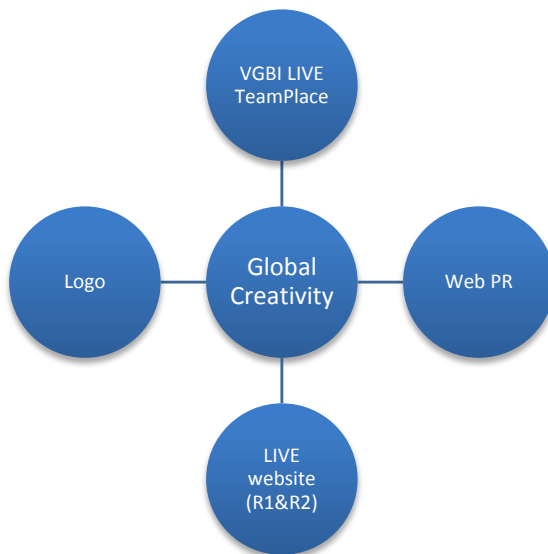 VGBI LIVE
TeamPlace
Logo
Global
Creativity
Web PR
LIVE
website
(R1&R2)